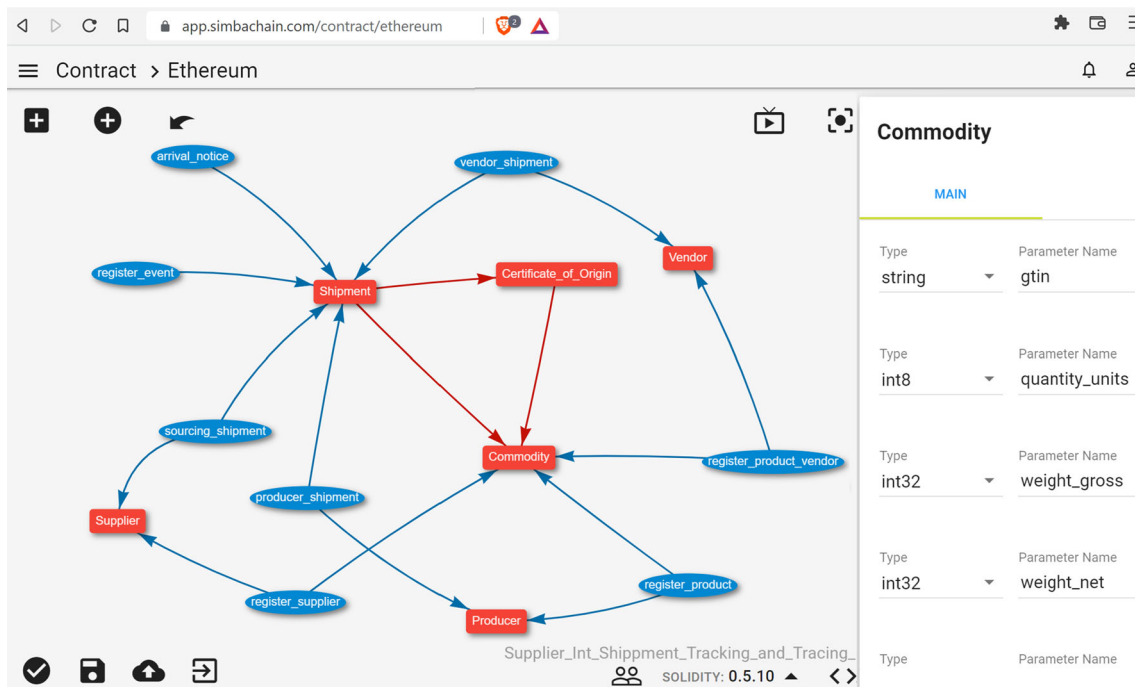 app.simbachain.com/contract/ethereum
2
Contract > Ethereum
arrival_notice
vendor_shipment
register_event
Shipment
Certificate_of_Origin
Vendor
sourcing_shipment
Commodity
register_product_vendor
producer_shipment
Supplier
register_supplier
register_product
Producer
Supplier_Int_Shippment_Tracking_and_Tracing_
SOLIDITY: 0.5.10
Commodity
MAIN
Type Parameter Name
string gtin
Type Parameter Name
int8 quantity_units
Type Parameter Name
int32 weight_gross
Type Parameter Name
int32 weight_net
Type Parameter Name